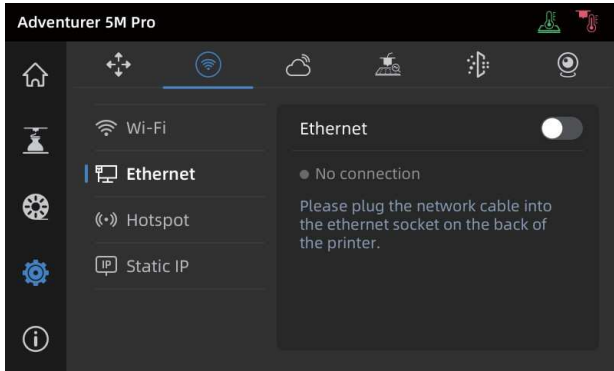 Adventurer 5M Pro
Wi-Fi
Ethernet
Hotspot
IP Static IP
Ethernet
No connection
Please plug the network cable into
the ethernet socket on the back of
the printer.